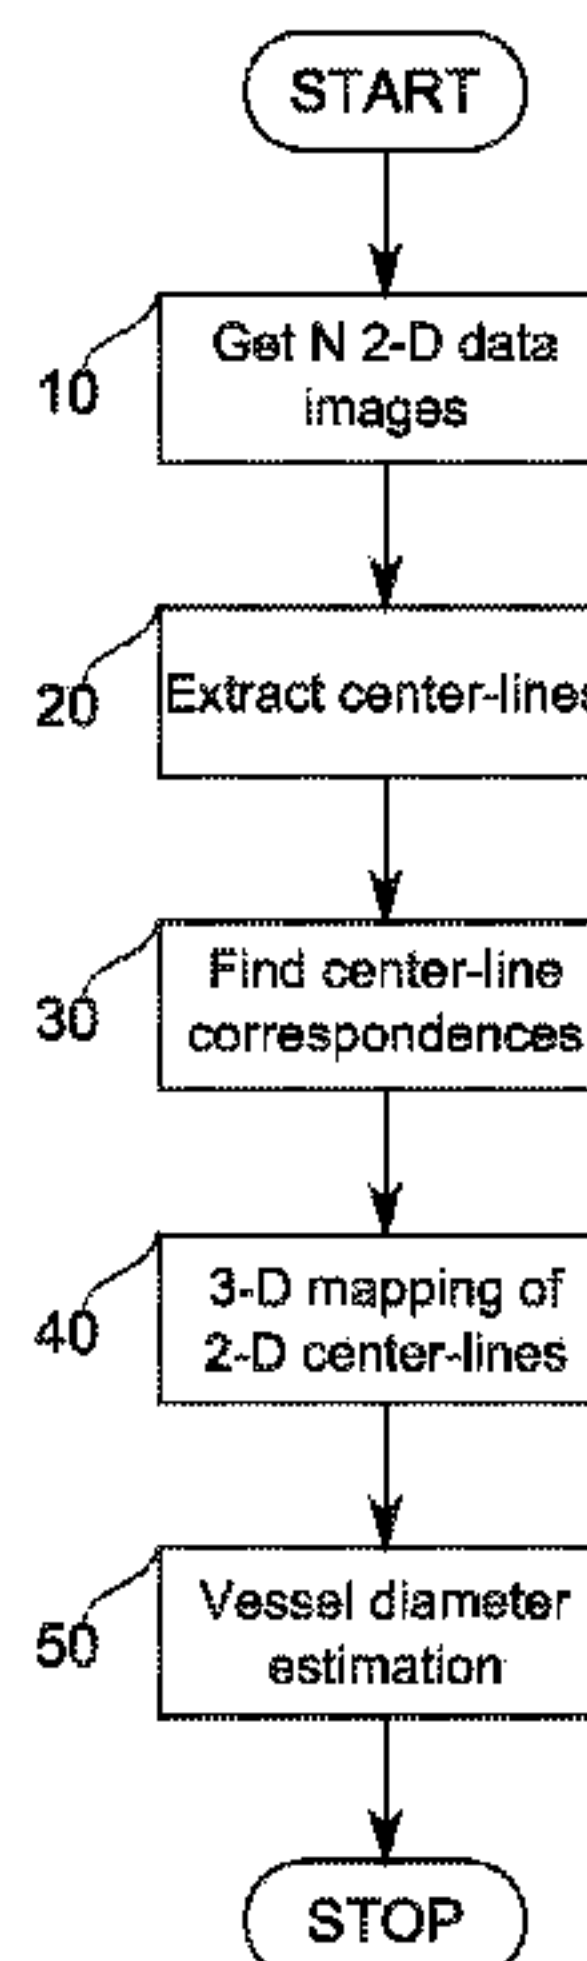 START
10
Get N 2-D data
images
20
Extract center-lines
30
Find center-line
correspondences
40
3-D mapping of
2-D center-lines
50
Vessel diameter
estimation
STOP